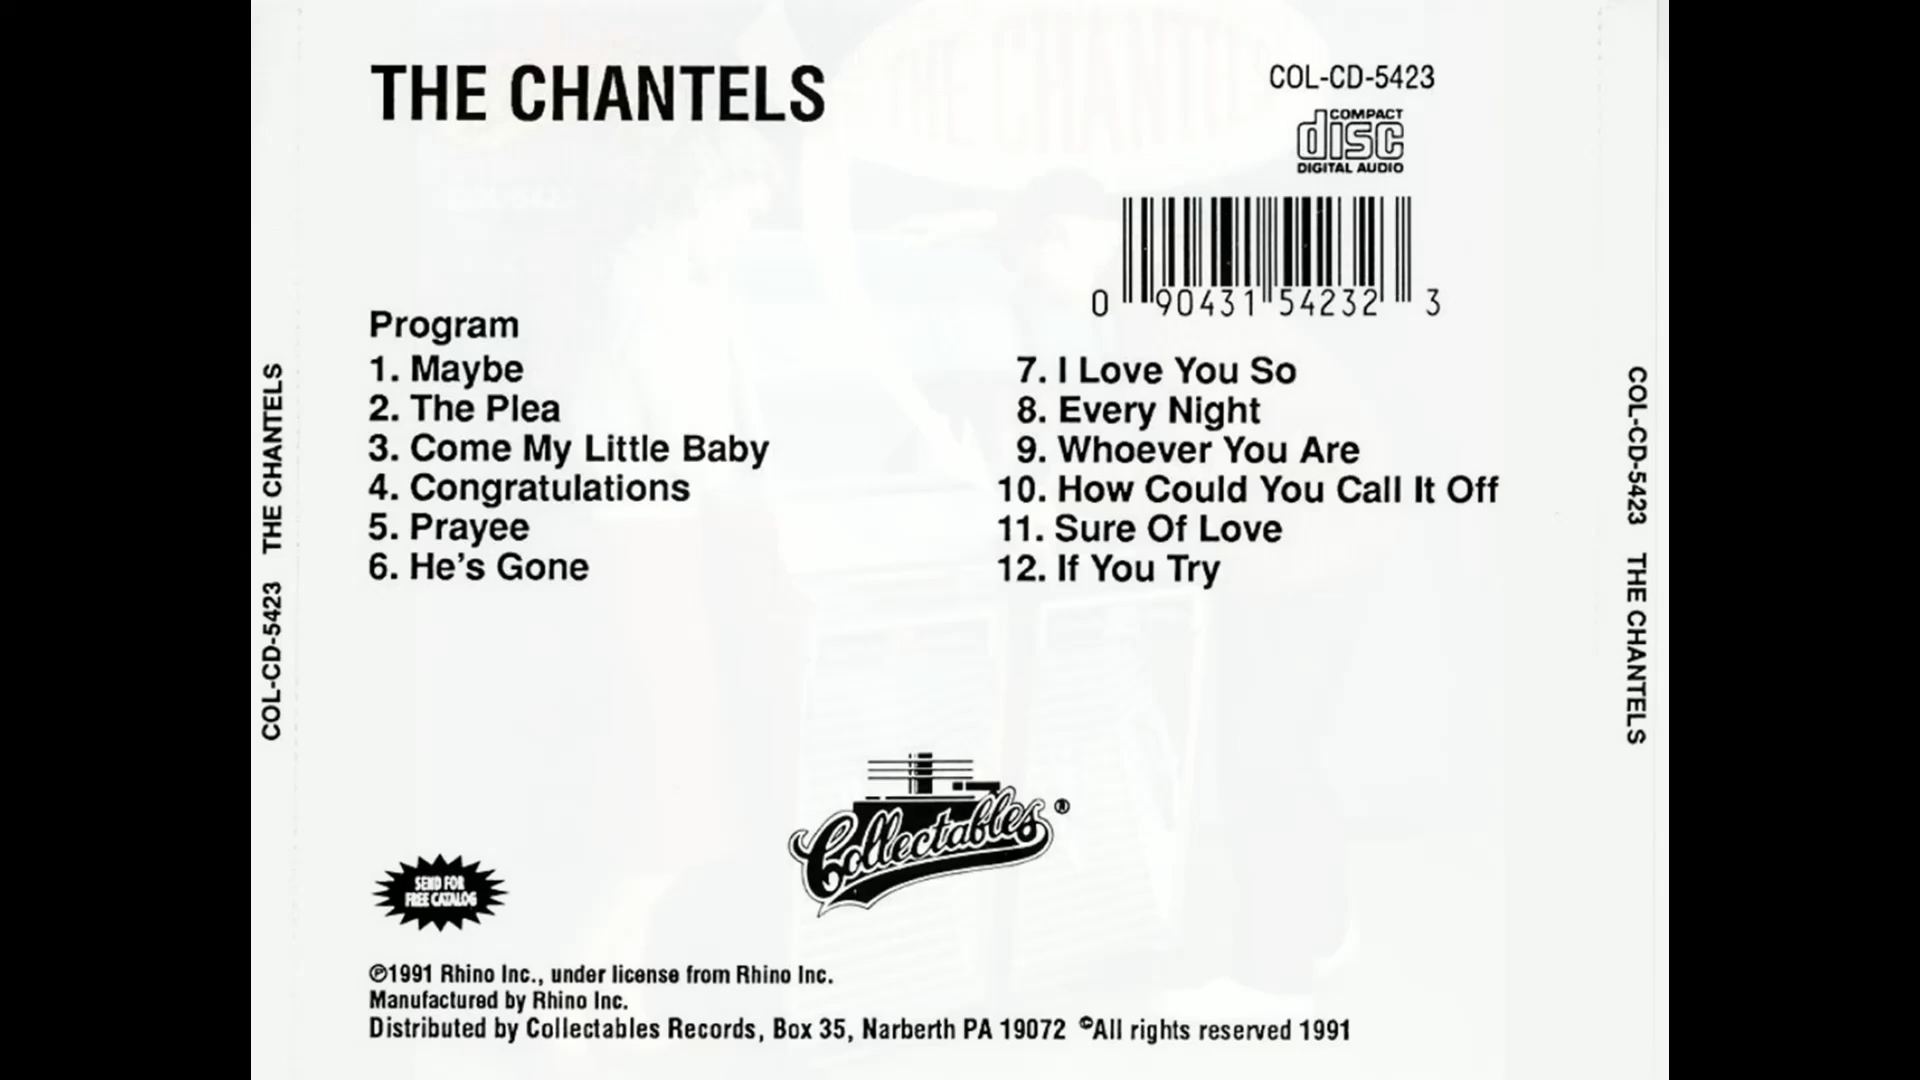 THE CHANTELS
COL-CD-5423
COMPACT
disc
DIGITAL AUDIO
0 90431 54232 3
Program
1. Maybe
2. The Plea
3. Come My Little Baby
4. Congratulations
5. Prayee
6. He's Gone
7. I Love You So
8. Every Night
9. Whoever You Are
10. How Could You Call It Off
11. Sure Of Love
12. If You Try
COL-CD-5423 THE CHANTELS
COL-CD-5423 THE CHANTELS
Collectables®
SEND FOR
FREE CATALOG
℗1991 Rhino Inc., under license from Rhino Inc.
Manufactured by Rhino Inc.
Distributed by Collectables Records, Box 35, Narberth PA 19072 ©All rights reserved 1991